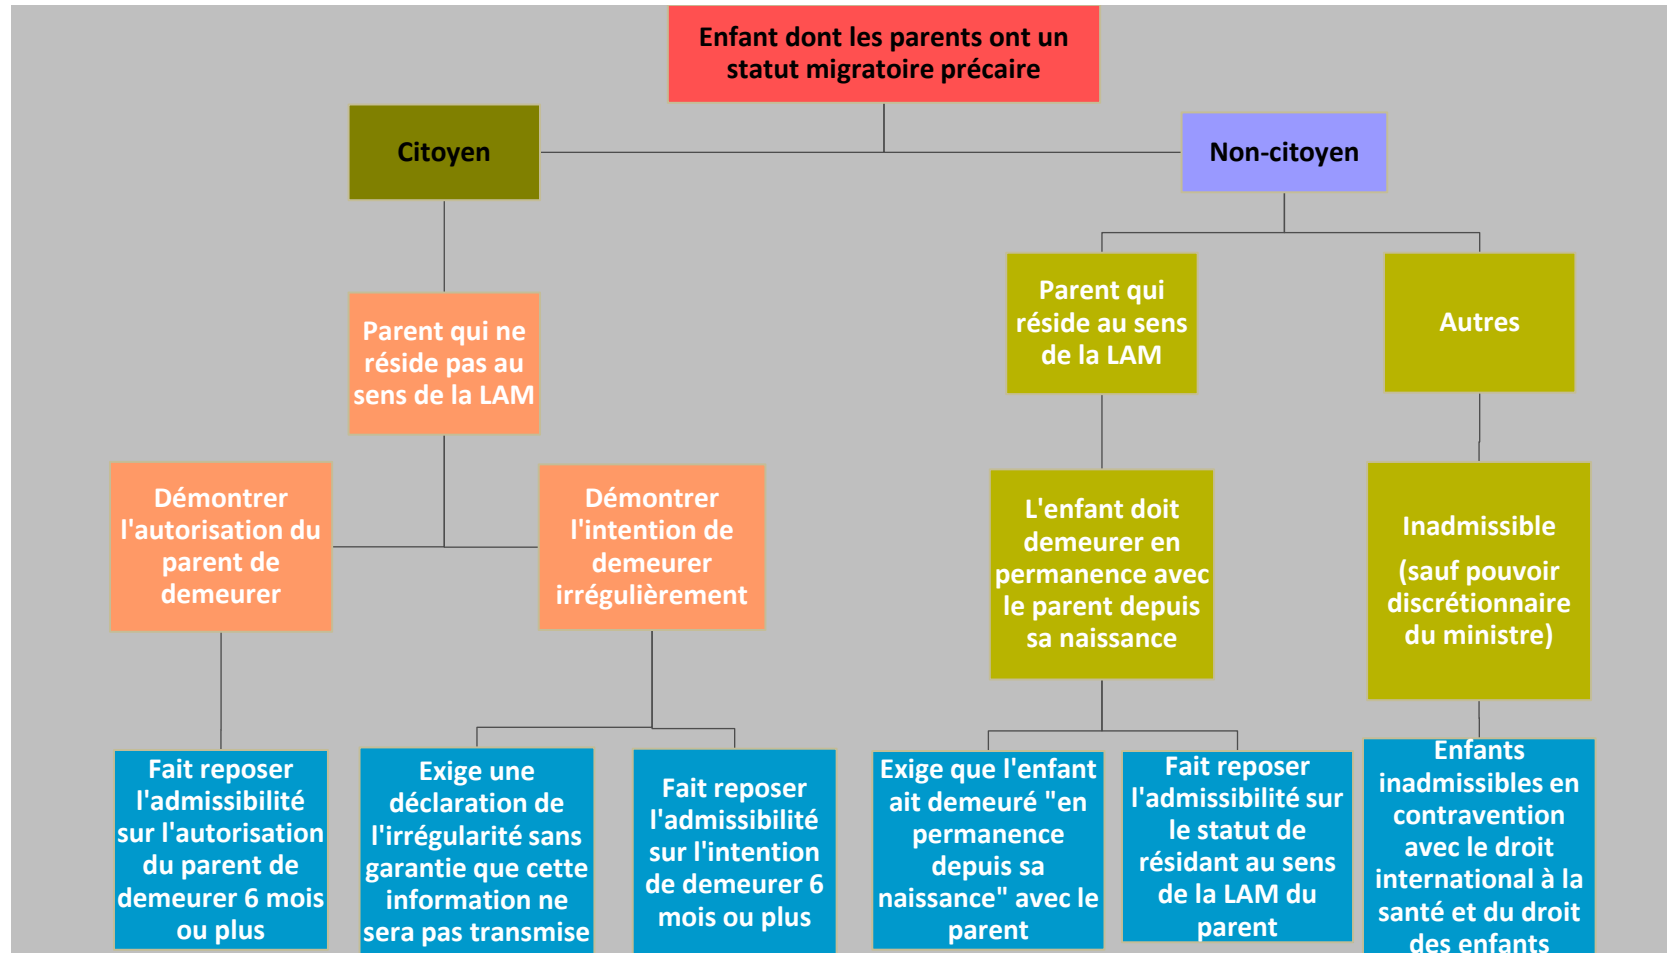 Enfant dont les parents ont un
statut migratoire précaire
Citoyen
Non-citoyen
Parent qui ne
réside pas au
sens de la LAM
Parent qui
réside au sens
de la LAM
Autres
Démontrer
l'autorisation du
parent de
demeurer
Démontrer
l'intention de
demeurer
irrégulièrement
L'enfant doit
demeurer en
permanence avec
le parent depuis
sa naissance
Inadmissible
(sauf pouvoir
discrétionnaire
du ministre)
Fait reposer
l'admissibilité
sur l'autorisation
du parent de
demeurer 6 mois
ou plus
Exige une
déclaration de
l'irrégularité sans
garantie que cette
information ne
sera pas transmise
Fait reposer
l'admissibilité
sur l'intention
de demeurer 6
mois ou plus
Exige que l'enfant
ait demeuré "en
permanence
depuis sa
naissance" avec le
parent
Fait reposer
l'admissibilité sur
le statut de
résidant au sens
de la LAM du
parent
Enfants
inadmissibles en
contravention
avec le droit
international à la
santé et du droit
des enfants